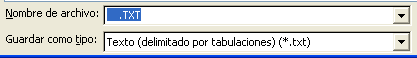 Nombre de archivo: .TXT
Guardar como tipo: Texto (delimitado por tabulaciones) (*.txt)